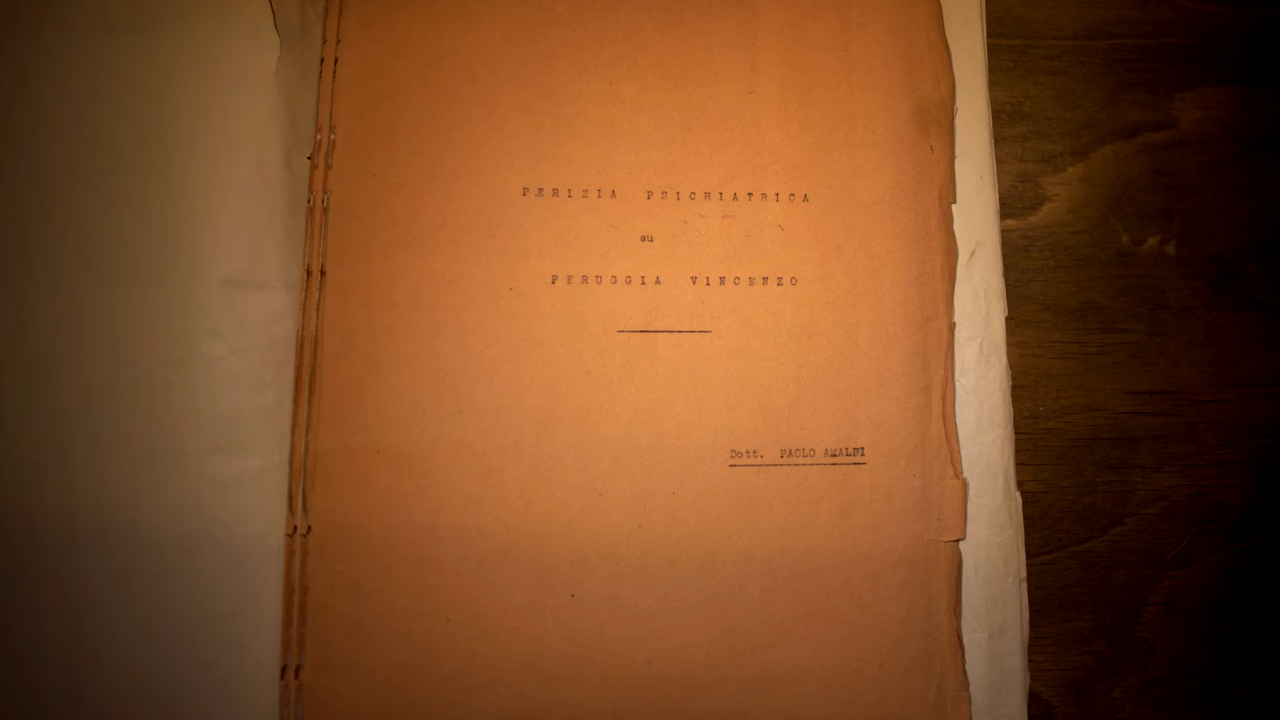 PERIZIA PSICHIATRICA
su
PERUGGIA VINCENZO
Dott. PAOLO AMALDI